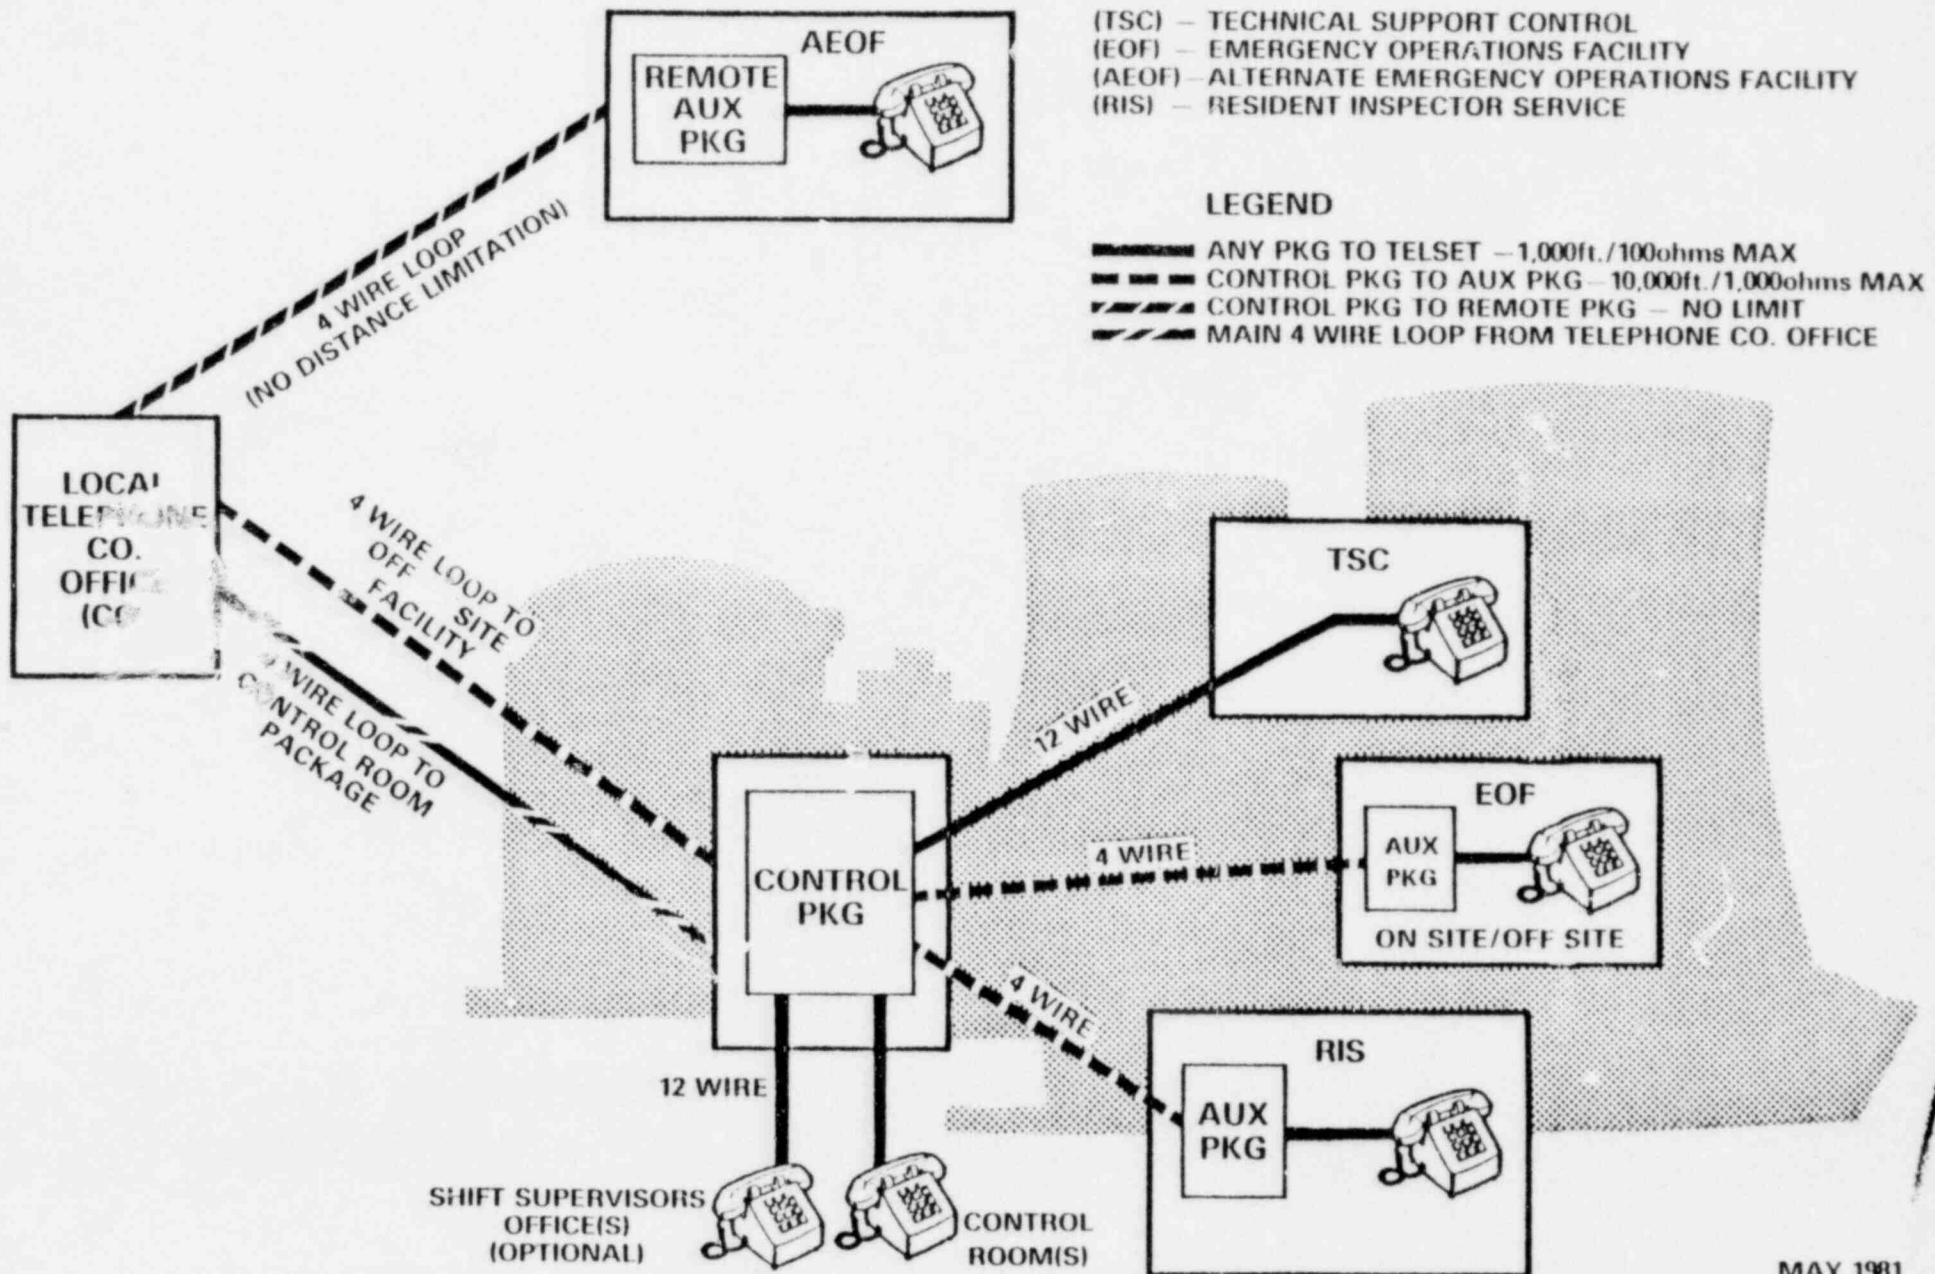 (TSC) – TECHNICAL SUPPORT CONTROL
(EOF) – EMERGENCY OPERATIONS FACILITY
(AEOF) – ALTERNATE EMERGENCY OPERATIONS FACILITY
(RIS) – RESIDENT INSPECTOR SERVICE
AEOF
REMOTE
AUX
PKG
LEGEND
ANY PKG TO TELSET – 1,000ft./100ohms MAX
CONTROL PKG TO AUX PKG – 10,000ft./1,000ohms MAX
CONTROL PKG TO REMOTE PKG – NO LIMIT
MAIN 4 WIRE LOOP FROM TELEPHONE CO. OFFICE
4 WIRE LOOP
(NO DISTANCE LIMITATION)
LOCAL
TELEPHONE
CO.
OFFICE
4 WIRE LOOP TO
OFF SITE
FACILITY
WIRE LOOP TO
CONTROL ROOM
PACKAGE
TSC
12 WIRE
CONTROL
PKG
4 WIRE
EOF
AUX
PKG
ON SITE/OFF SITE
4 WIRE
RIS
AUX
PKG
12 WIRE
SHIFT SUPERVISORS
OFFICE(S)
(OPTIONAL)
CONTROL
ROOM(S)
1981